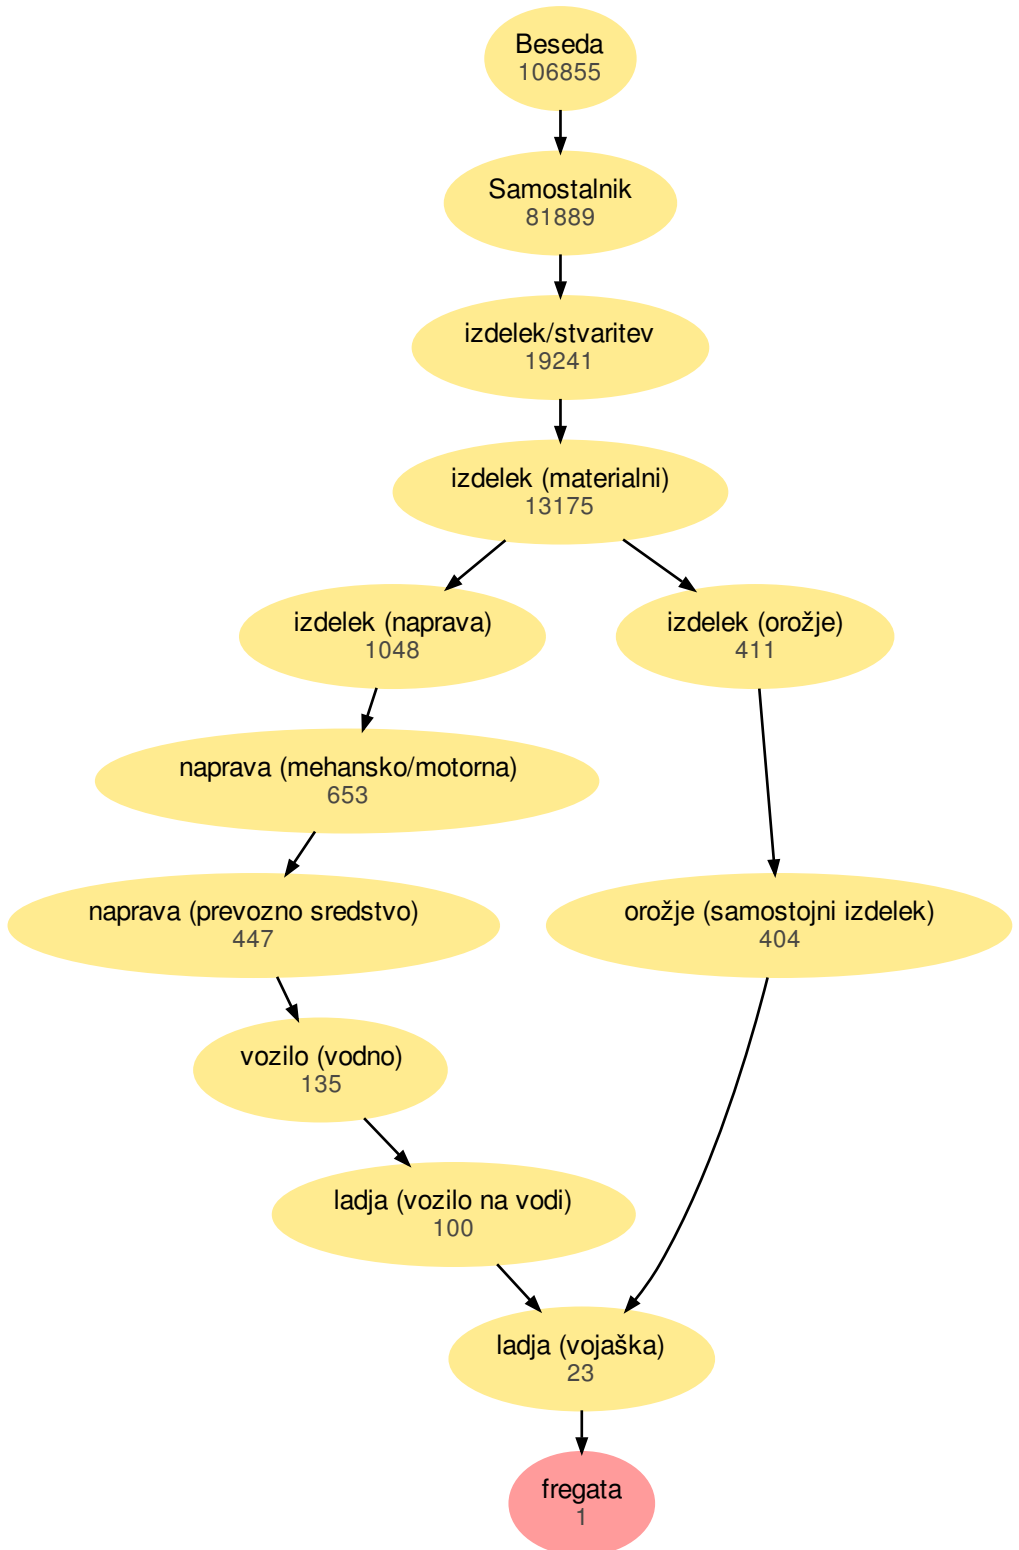 Beseda
106855
Samostalnik
81889
izdelek/stvaritev
19241
izdelek (materialni)
13175
izdelek (naprava)
1048
izdelek (orožje)
411
naprava (mehansko/motorna)
653
naprava (prevozno sredstvo)
447
orožje (samostojni izdelek)
404
vozilo (vodno)
135
ladja (vozilo na vodi)
100
ladja (vojaška)
23
fregata
1